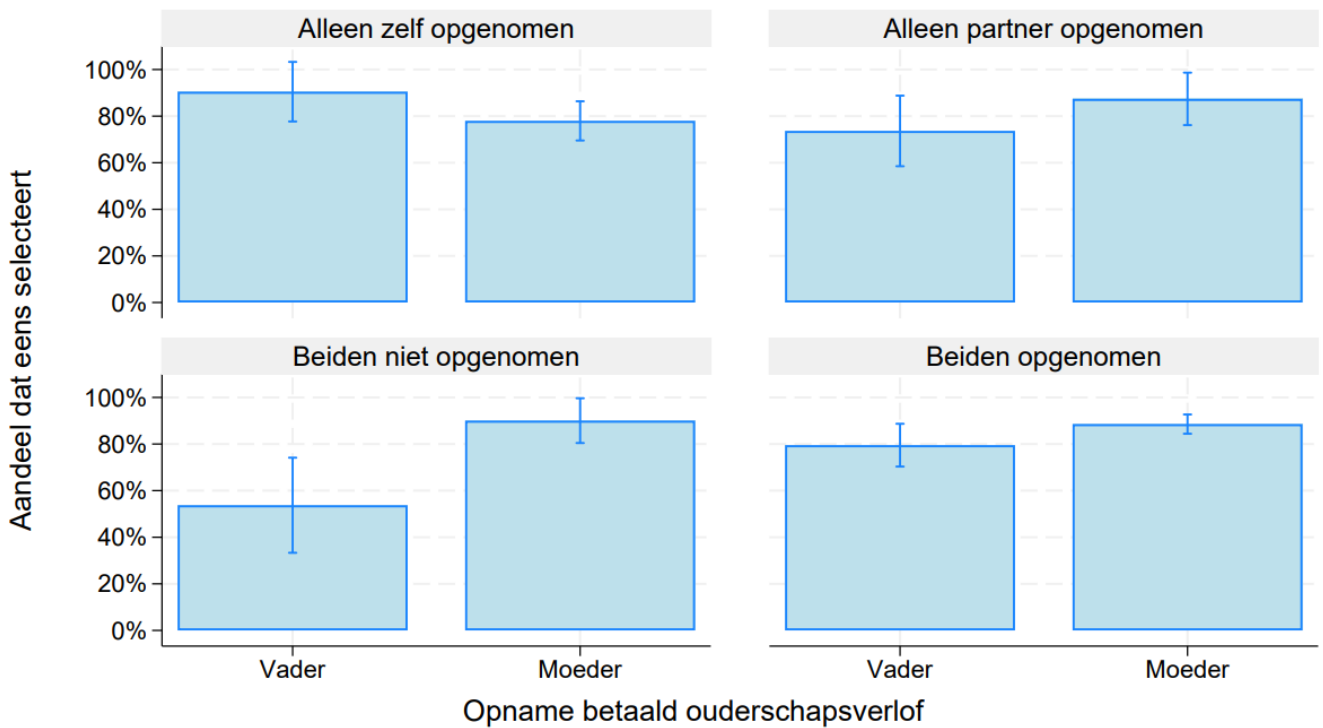 Alleen zelf opgenomen
Alleen partner opgenomen
100%
80%
60%
40%
20%
0%
Aandeel dat eens selecteert
Beiden niet opgenomen
Beiden opgenomen
100%
80%
60%
40%
20%
0%
Vader
Moeder
Vader
Moeder
Opname betaald ouderschapsverlof